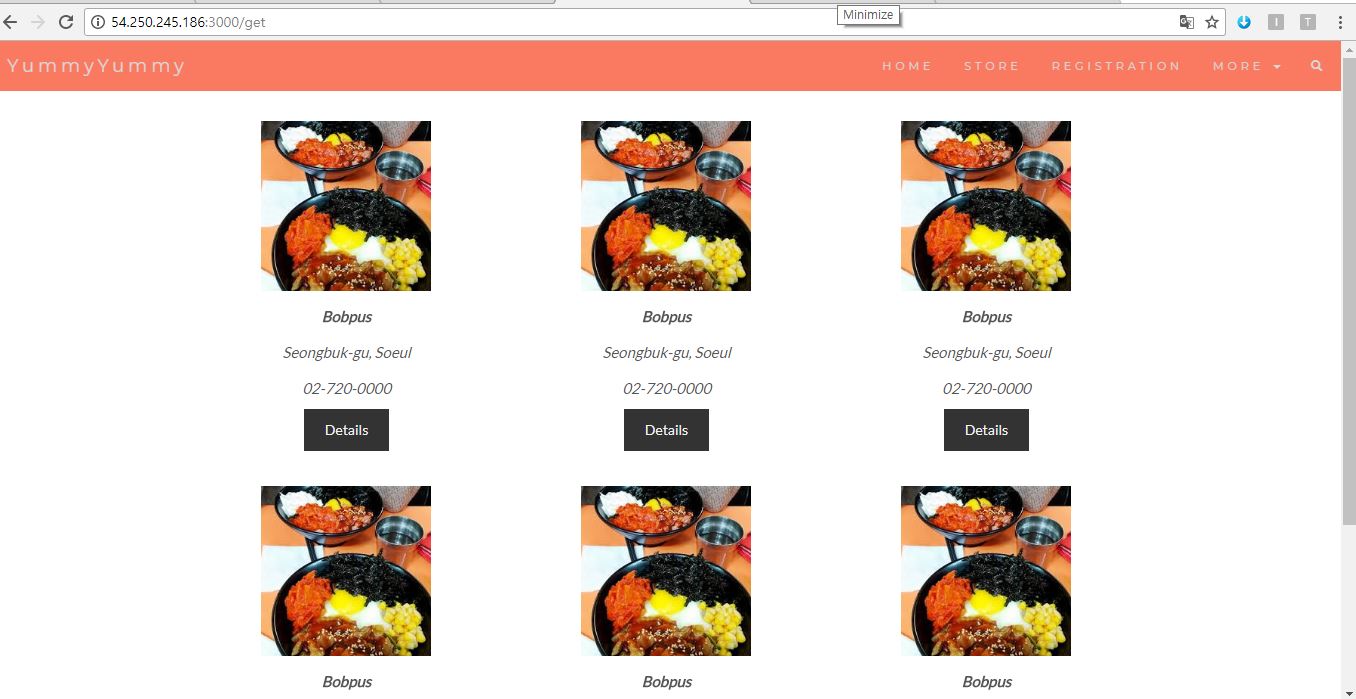 Minimize
54.250.245.186:3000/get
I T
YummyYummy HOME STORE REGISTRATION MORE
Bobpus Bobpus Bobpus
Seongbuk-gu, Soeul Seongbuk-gu, Soeul Seongbuk-gu, Soeul
02-720-0000 02-720-0000 02-720-0000
Details Details Details
Bobpus Bobpus Bobpus